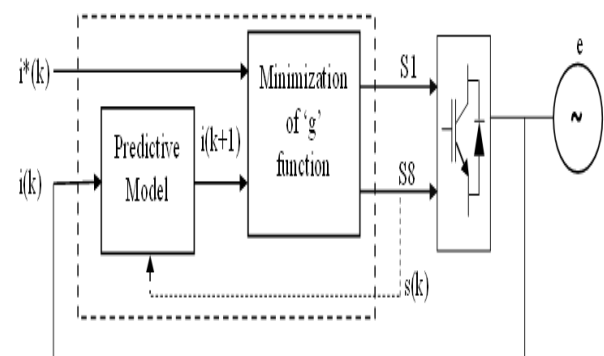 e
i*(k)
Minimization
of 'g'
function
S1
Predictive
Model
i(k+1)
i(k)
S8
s(k)
~